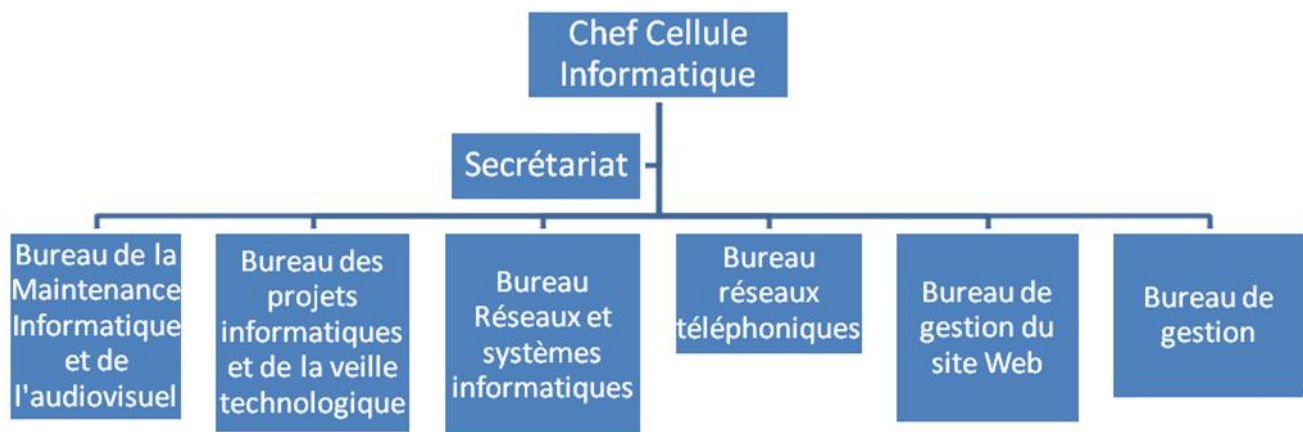 Chef Cellule
Informatique
Secrétariat
Bureau de la
Maintenance
Informatique
et de
l'audiovisuel
Bureau des
projets
informatiques
et de la veille
technologique
Bureau
Réseaux et
systèmes
informatiques
Bureau
réseaux
téléphoniques
Bureau de
gestion du
site Web
Bureau de
gestion